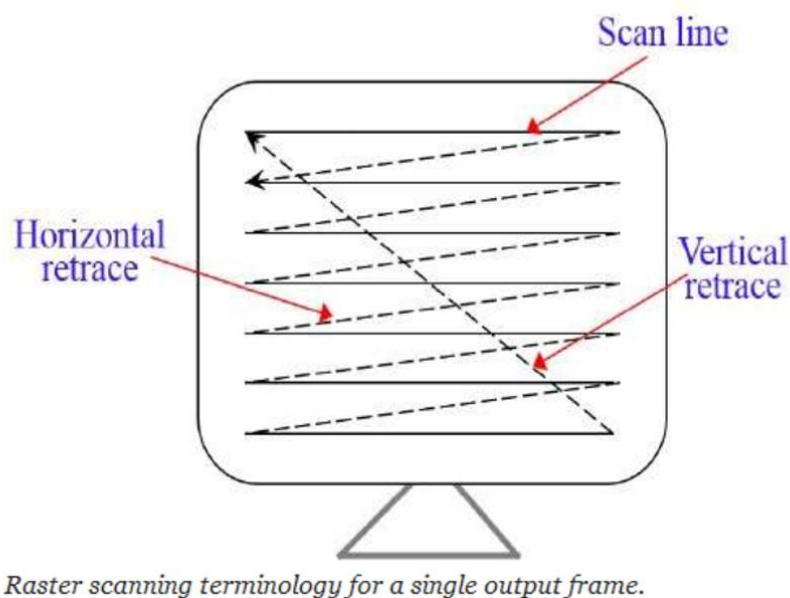 Scan line
Horizontal
retrace
Vertical
retrace
Raster scanning terminology for a single output frame.